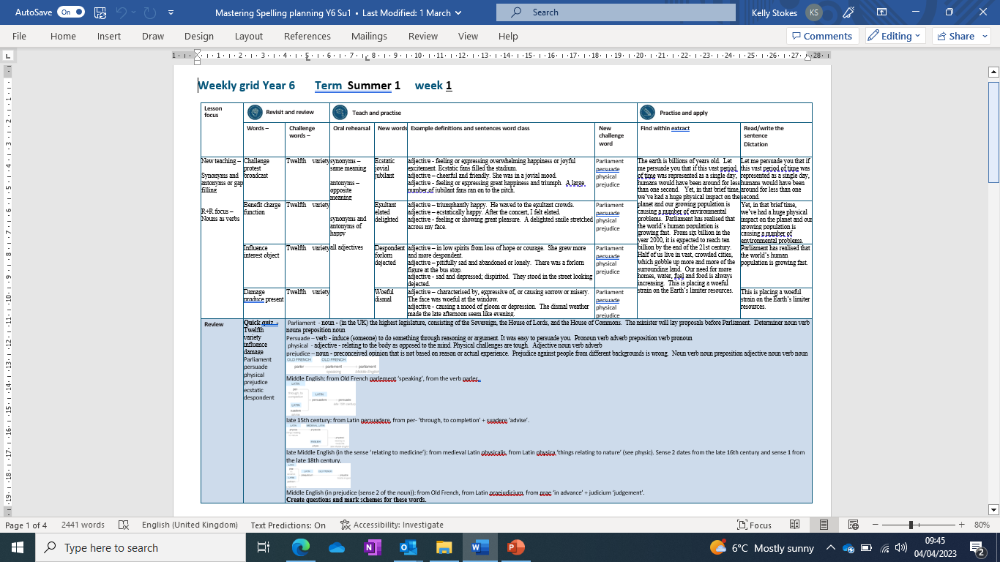 AutoSave On Mastering Spelling planning Y6 Su1 • Last Modified: 1 March Search Kelly Stokes KS
File Home Insert Draw Design Layout References Mailings Review View Help Comments Editing Share
Weekly grid Year 6 Term Summer 1 week 1
Lesson focus
Revisit and review
Teach and practise
Practise and apply
Words –
Challenge words –
Oral rehearsal
New words
Example definitions and sentences word class
New challenge word
Find within extract
Read/write the sentence
Dictation
New teaching –
Synonyms and
antonyms or gap
filling
R+R focus –
Nouns as verbs
Challenge
protest
broadcast
Twelfth variety
synonyms –
same meaning
antonyms –
opposite
meaning
synonyms and
antonyms of
happy
all adjectives
Ecstatic
jovial
jubilant
adjective - feeling or expressing overwhelming happiness or joyful
excitement. Ecstatic fans filled the stadium.
adjective – cheerful and friendly. She was in a jovial mood.
adjective - feeling or expressing great happiness and triumph. A large
number of jubilant fans ran on to the pitch.
Parliament
persuade
physical
prejudice
The earth is billions of years old. Let
me persuade you that if this vast period
of time was represented as a single day,
humans would have been around for less
than one second. Yet, in that brief time,
we’ve had a huge physical impact on the
planet and our growing population is
causing a number of environmental
problems. Parliament has realised that
the world’s human population is
growing fast. From six billion in the
year 2000, it is expected to reach ten
billion by the end of the 21st century.
Half of us live in vast, crowded cities,
which gobble up more and more of the
surrounding land. Our need for more
homes, water, fuel and food is always
increasing. This is placing a woeful
strain on the Earth’s limiter resources.
Let me persuade you that if
this vast period of time was
represented as a single day,
humans would have been
around for less than one
second.
Benefit charge
function
Twelfth variety
Exultant
elated
delighted
adjective – triumphantly happy. He waved to the exultant crowds.
adjective – ecstatically happy. After the concert, I felt elated.
adjective - feeling or showing great pleasure. A delighted smile stretched
across my face.
Parliament
persuade
physical
prejudice
Yet, in that brief time,
we’ve had a huge physical
impact on the planet and our
growing population is
causing a number of
environmental problems.
Influence
interest object
Twelfth variety
Despondent
forlorn
dejected
adjective – in low spirits from loss of hope or courage. She grew more
and more despondent.
adjective – pitifully sad and abandoned or lonely. There was a forlorn
figure at the bus stop.
adjective - sad and depressed; dispirited. They stood in the street looking
dejected.
Parliament
persuade
physical
prejudice
Parliament has realised that
the world’s human
population is growing fast.
Damage
produce present
Twelfth variety
Woeful
dismal
adjective – characterised by, expressive of, or causing sorrow or misery.
The face was woeful at the window.
adjective - causing a mood of gloom or depression. The dismal weather
made the late afternoon seem like evening.
Parliament
persuade
physical
prejudice
This is placing a woeful
strain on the Earth’s limiter
resources.
Review
Quick quiz –
Twelfth
variety
influence
damage
Parliament
persuade
physical
prejudice
ecstatic
despondent
Parliament - noun - (in the UK) the highest legislature, consisting of the Sovereign, the House of Lords, and the House of Commons. The minister will lay proposals before Parliament. Determiner noun verb
nouns preposition noun
Persuade – verb - induce (someone) to do something through reasoning or argument. It was easy to persuade you. Pronoun verb adverb preposition verb pronoun
physical - adjective - relating to the body as opposed to the mind. Physical challenges are tough. Adjective noun verb adverb
prejudice – noun - preconceived opinion that is not based on reason or actual experience. Prejudice against people from different backgrounds is wrong. Noun verb noun preposition adjective noun verb noun
OLD FRENCH OLD FRENCH
parler parlement parliament
speaking Middle English
Middle English: from Old French parlement ‘speaking’, from the verb parler.
LATIN
LATIN
persuadere persuade
LATIN
suadere
late 15th century: from Latin persuadere, from per- ‘through, to completion’ + suadere ‘advise’.
late Middle English (in the sense ‘relating to medicine’): from medieval Latin physicalis, from Latin physica ‘things relating to nature’ (see physic). Sense 2 dates from the late 16th century and sense 1 from
the late 18th century.
Middle English (in prejudice (sense 2 of the noun)): from Old French, from Latin praejudicium, from prae ‘in advance’ + judicium ‘judgement’.
Create questions and mark schemes for these words.
Page 1 of 4 2441 words English (United Kingdom) Text Predictions: On Accessibility: Investigate Focus 80%
Type here to search 6°C Mostly sunny 09:45
04/04/2023 2